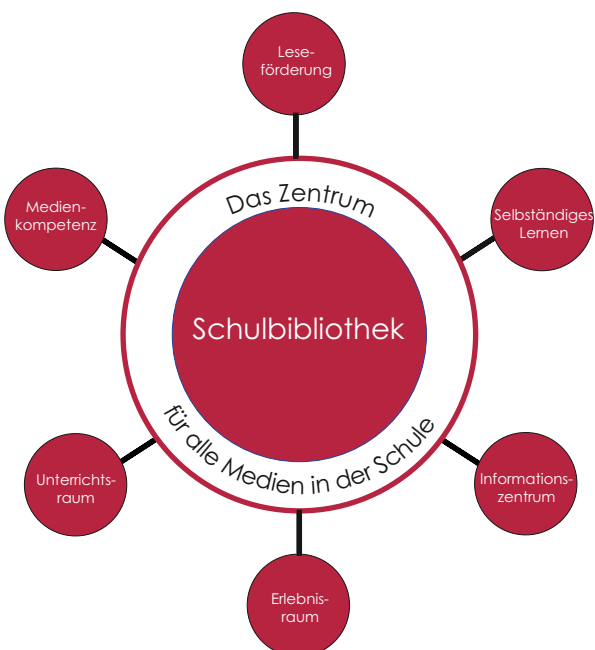 Lese-
förderung
Medien-
kompetenz
Das Zentrum
Selbständiges
Lernen
Schulbibliothek
für alle Medien in der Schule
Unterrichts-
raum
Informations-
zentrum
Erlebnis-
raum